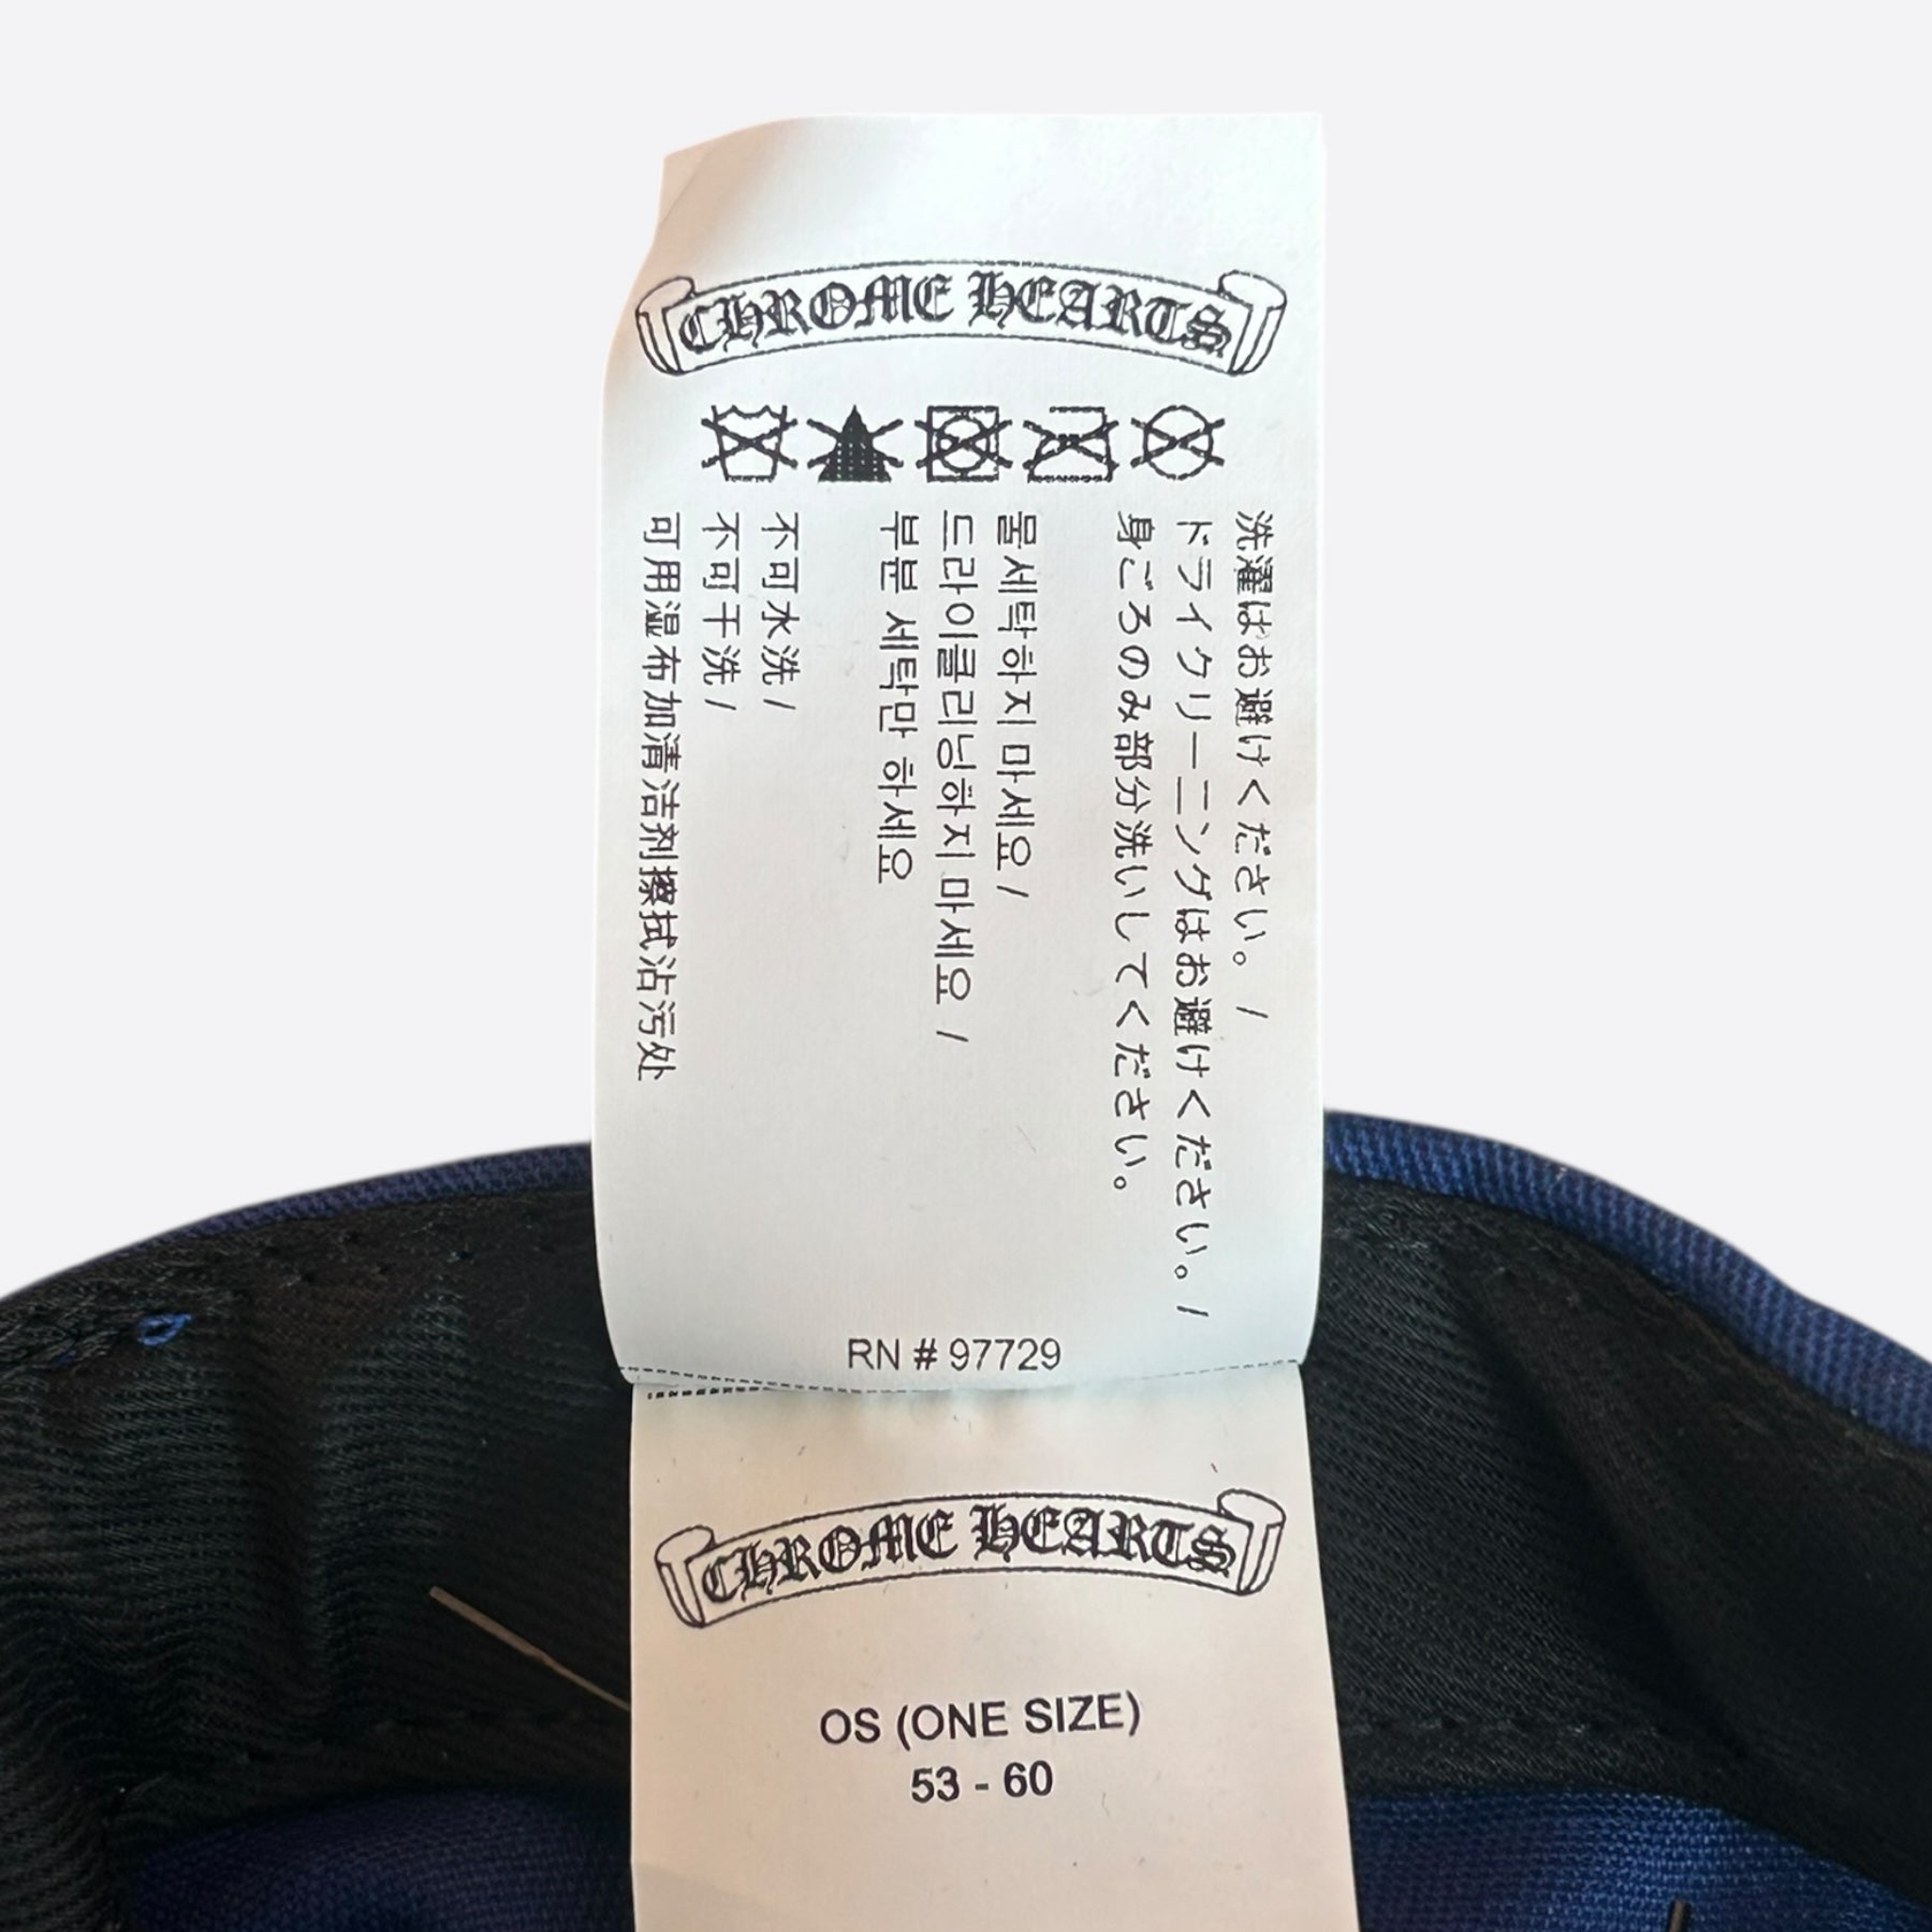 CHROME HEARTS
洗濯はお避けください。/
ドライクリーニングはお避けください。/
身ごろのみ部分洗いしてください。
물세탁하지 마세요 /
드라이클리닝하지 마세요 /
부분 세탁만 하세요
不可水洗 /
不可干洗 /
可用湿布加清洁剂擦拭沾污处
RN # 97729
CHROME HEARTS
OS (ONE SIZE)
53 - 60